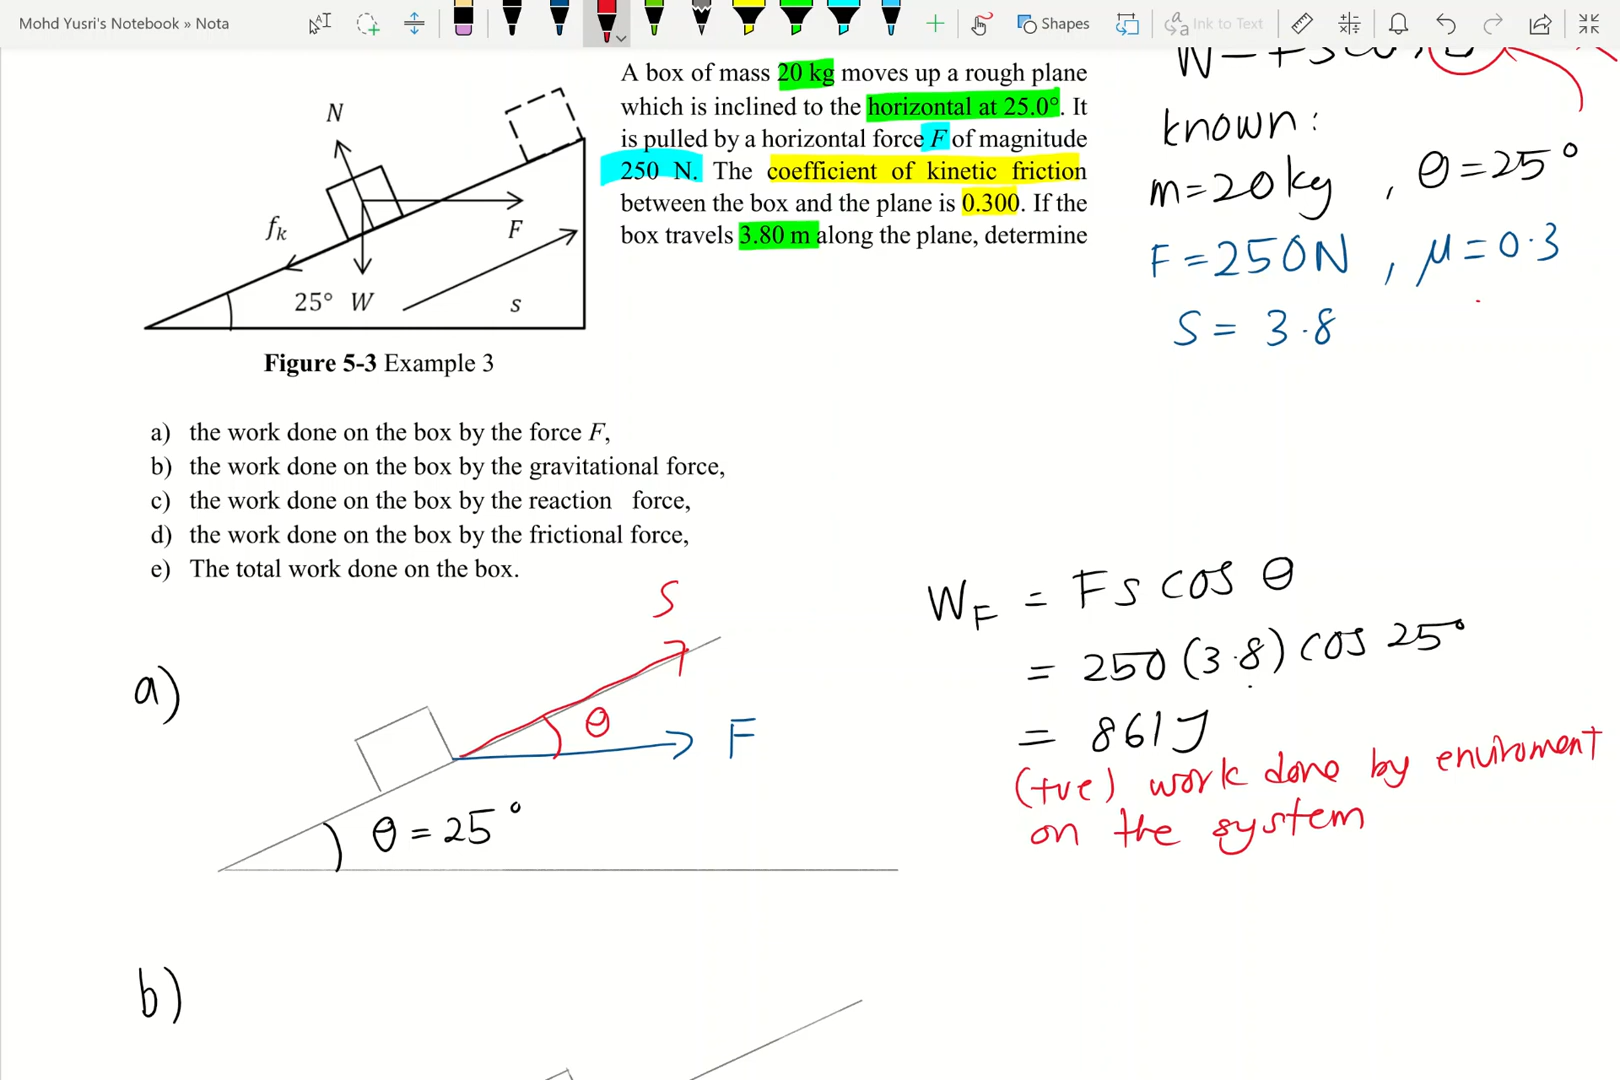 Mohd Yusri's Notebook » Nota
Shapes
Ink to Text
A box of mass 20 kg moves up a rough plane
which is inclined to the horizontal at 25.0°. It
is pulled by a horizontal force F of magnitude
250 N. The coefficient of kinetic friction
between the box and the plane is 0.300. If the
box travels 3.80 m along the plane, determine
N
fk
F
25° W
s
Figure 5-3 Example 3
known:
m=20kg , θ=25°
F=250N , μ=0.3
S = 3.8
a) the work done on the box by the force F,
b) the work done on the box by the gravitational force,
c) the work done on the box by the reaction force,
d) the work done on the box by the frictional force,
e) The total work done on the box.
a)
S
θ
F
θ = 25°
WF = Fs cos θ
= 250 (3.8) cos 25°
= 861J
(+ve) work done by enviroment
on the system
b)